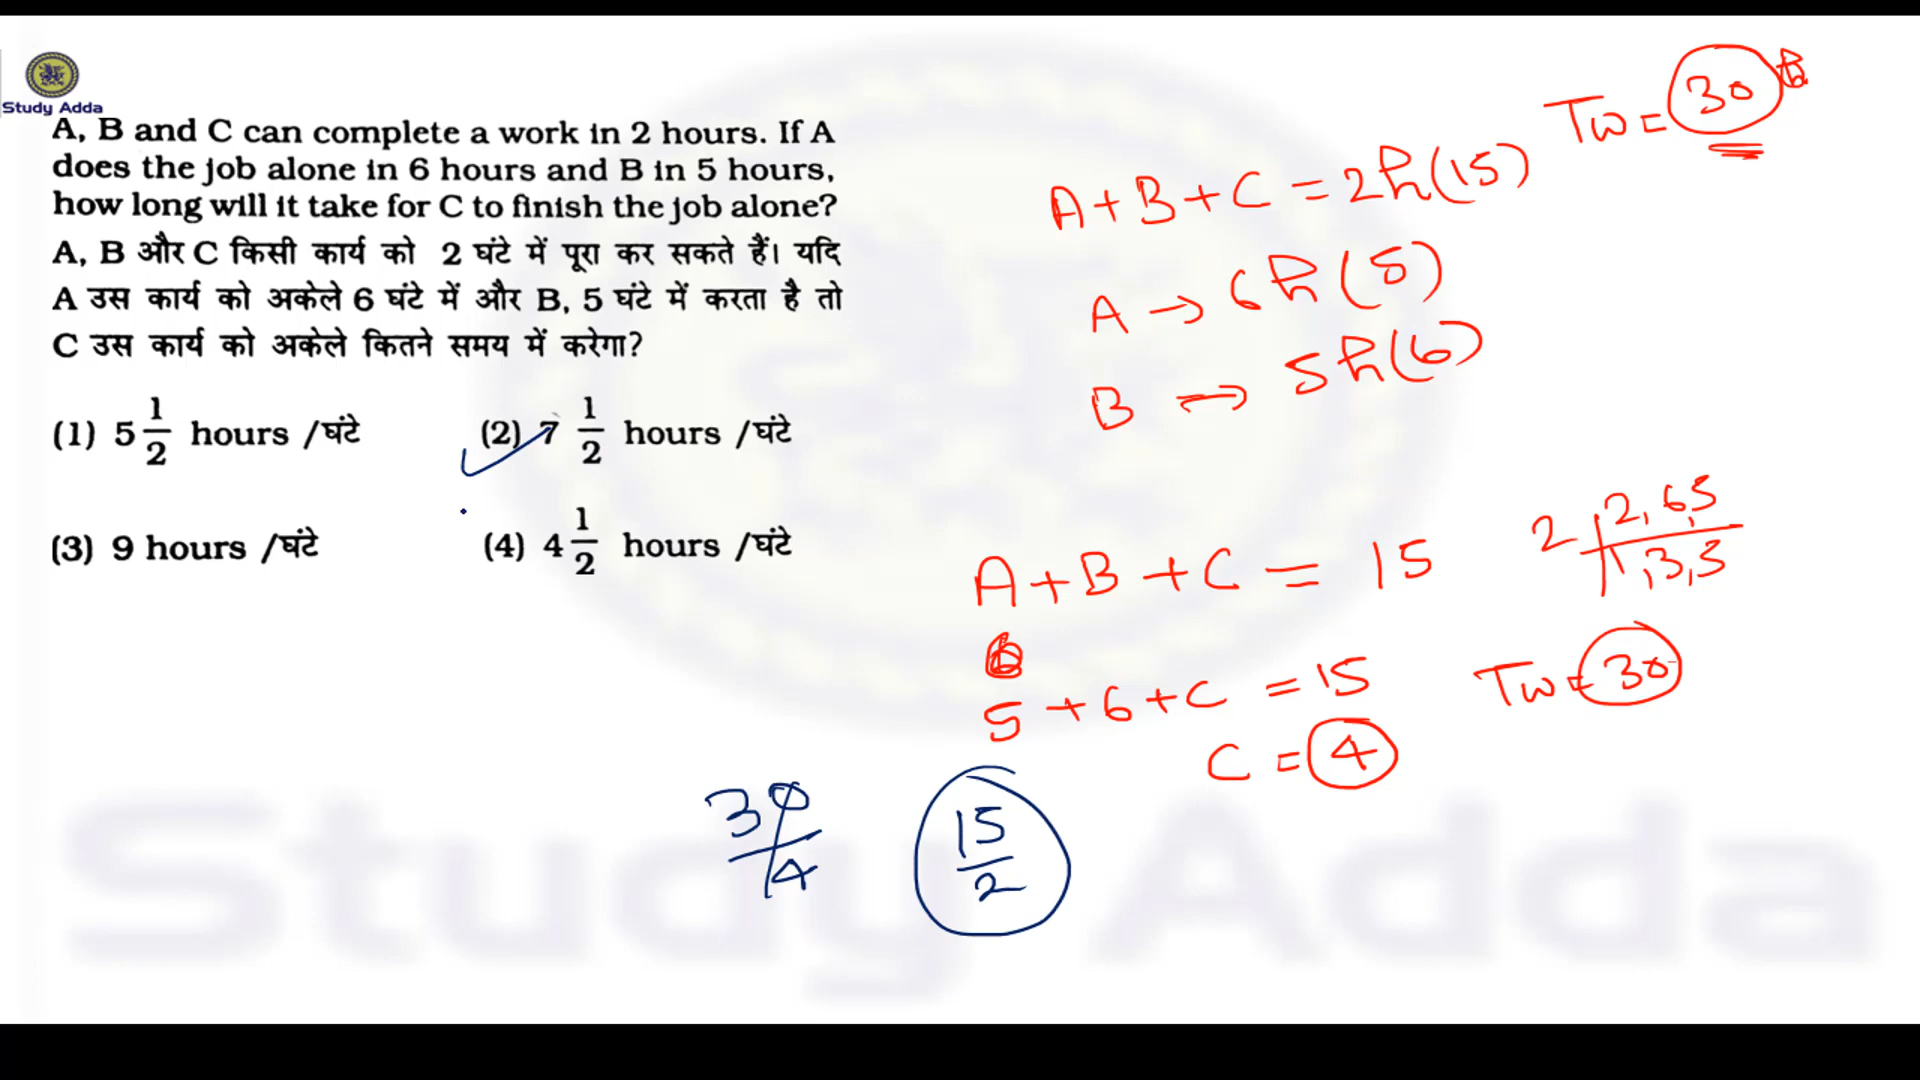 Study Adda
A, B and C can complete a work in 2 hours. If A
does the job alone in 6 hours and B in 5 hours,
how long will it take for C to finish the job alone?
A, B और C किसी कार्य को 2 घंटे में पूरा कर सकते हैं। यदि
A उस कार्य को अकेले 6 घंटे में और B, 5 घंटे में करता है तो
C उस कार्य को अकेले कितने समय में करेगा?
(1) 5 1/2 hours /घंटे
(2) 7 1/2 hours /घंटे
(3) 9 hours /घंटे
(4) 4 1/2 hours /घंटे
Tw = 30
A + B + C = 2h (15)
A → 6h (5)
B → 5h (6)
2 | 2, 6, 5
1, 3, 5
A + B + C = 15
5 + 6 + C = 15
Tw = 30
C = 4
30/4
15/2
Study Adda